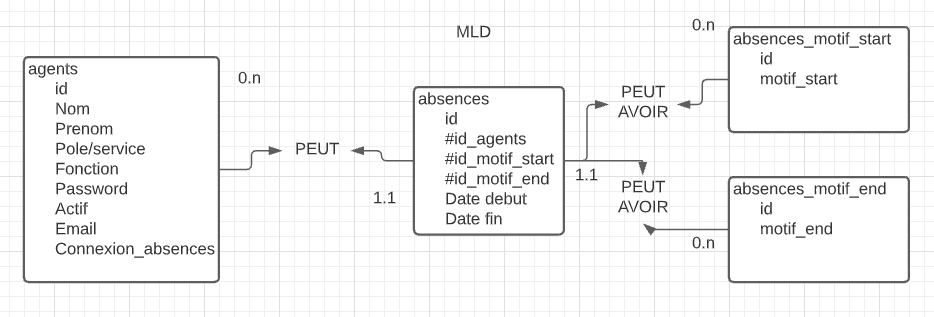 MLD
agents
id
Nom
Prenom
Pole/service
Fonction
Password
Actif
Email
Connexion_absences
0.n
PEUT
1.1
absences
id
#id_agents
#id_motif_start
#id_motif_end
Date debut
Date fin
1.1
PEUT
AVOIR
0.n
absences_motif_start
id
motif_start
PEUT
AVOIR
0.n
absences_motif_end
id
motif_end